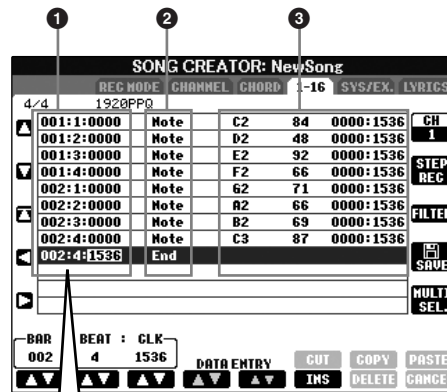 1 2 3
SONG CREATOR: NewSong
REC MODE CHANNEL CHORD 1-16 SYS/EX. LYRICS
4/4 1920PPQ
001:1:0000 Note C2 84 0000:1536
001:2:0000 Note D2 48 0000:1536
001:3:0000 Note E2 92 0000:1536
001:4:0000 Note F2 66 0000:1536
002:1:0000 Note G2 71 0000:1536
002:2:0000 Note A2 66 0000:1536
002:3:0000 Note B2 69 0000:1536
002:4:0000 Note C3 87 0000:1536
002:4:1536 End
CH
1
STEP
REC
FILTER
SAVE
MULTI
SEL.
BAR BEAT : CLK
002 4 1536
DATA ENTRY
CUT COPY PASTE
INS DELETE CANCE